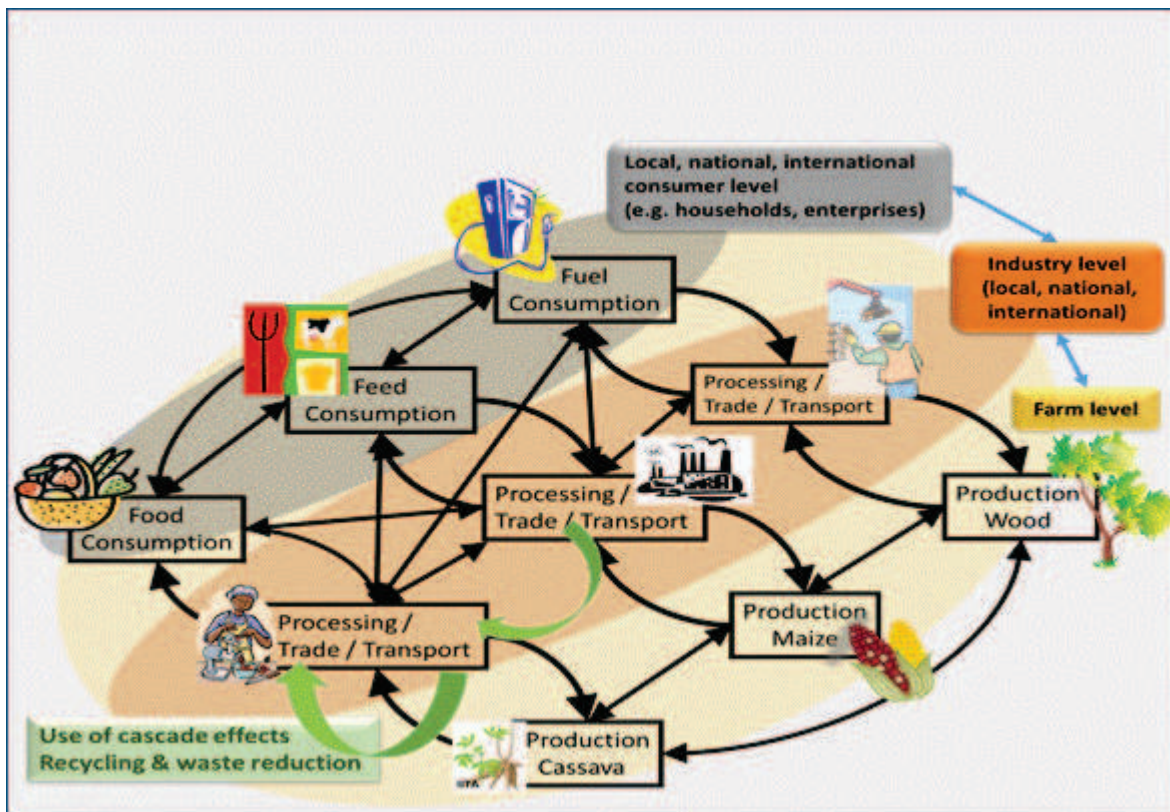 Local, national, international
consumer level
(e.g. households, enterprises)
Industry level
(local, national,
international)
Farm level
Fuel
Consumption
Feed
Consumption
Processing /
Trade / Transport
Food
Consumption
Processing /
Trade / Transport
Production
Wood
Processing /
Trade / Transport
Production
Maize
Production
Cassava
Use of cascade effects
Recycling & waste reduction